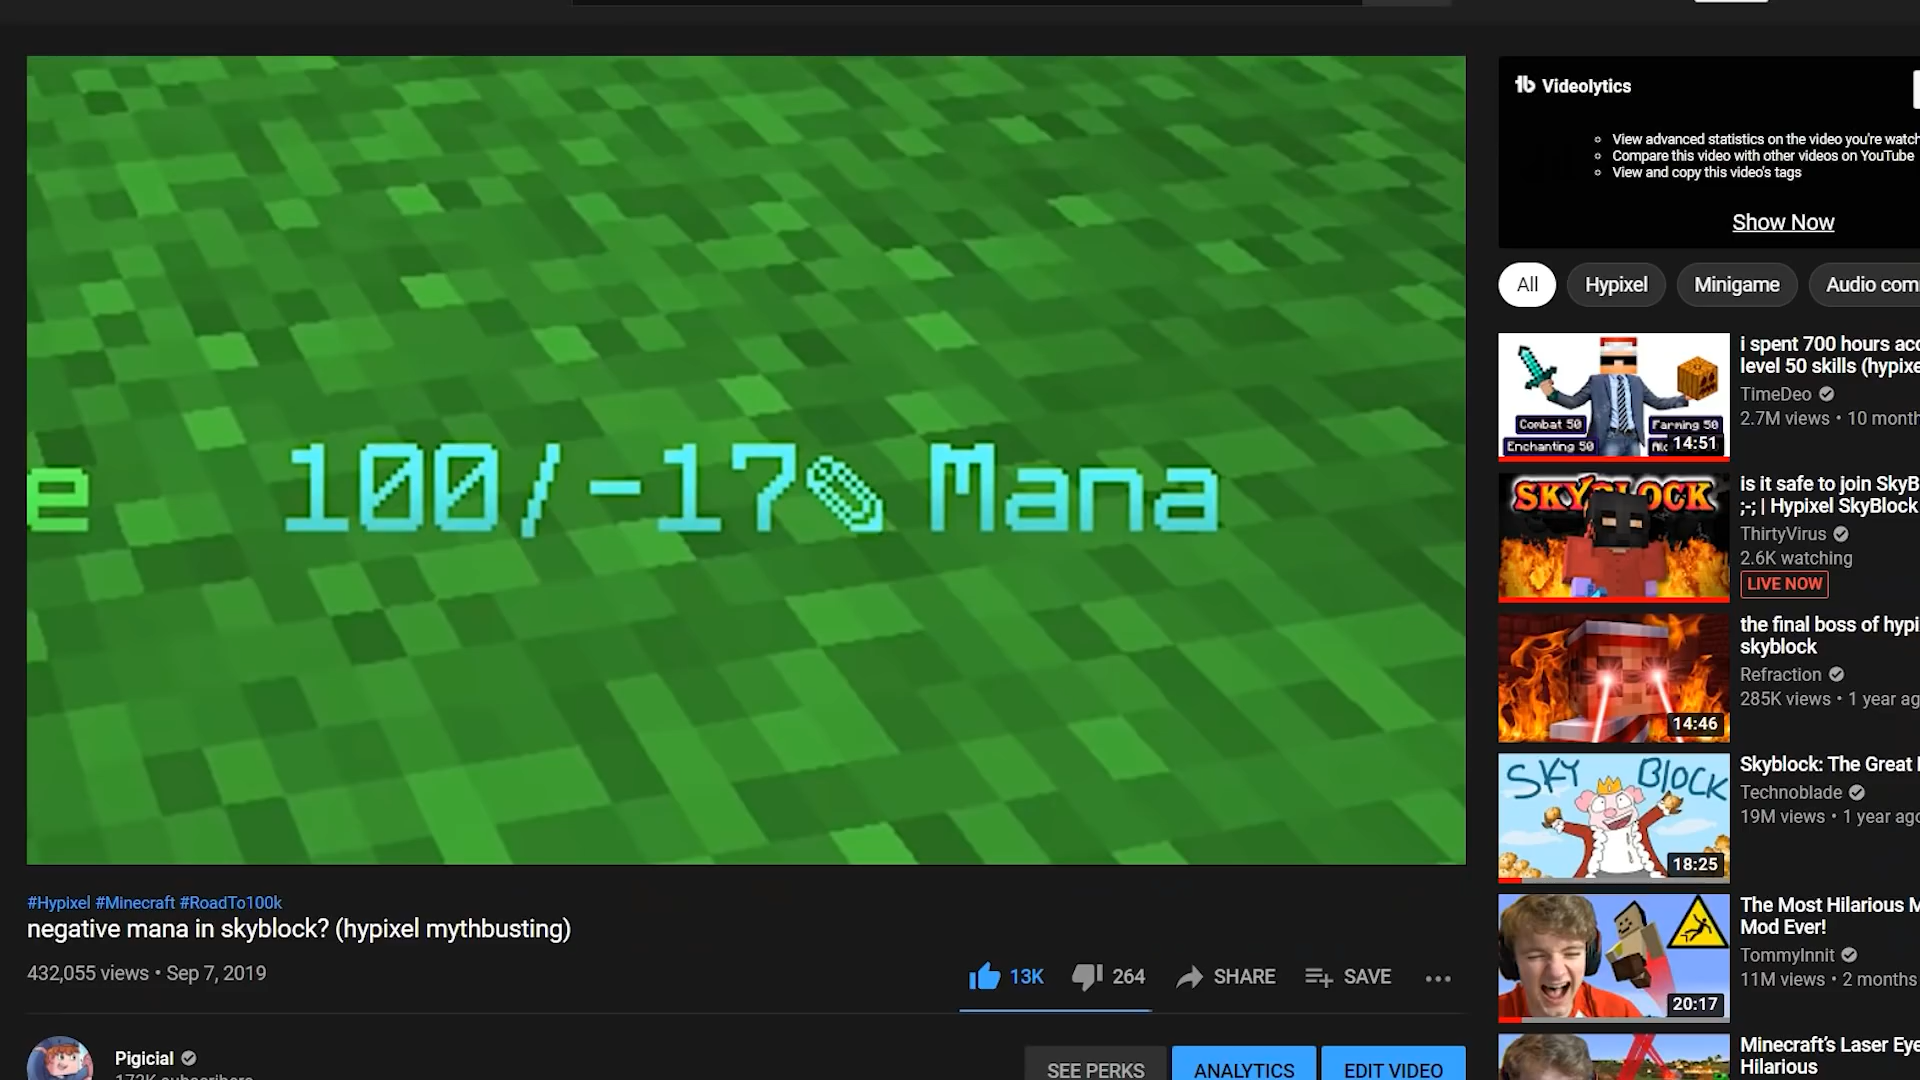 e 100/-17✎ Mana
#Hypixel #Minecraft #RoadTo100k
negative mana in skyblock? (hypixel mythbusting)
432,055 views • Sep 7, 2019
13K
264
SHARE
SAVE
Pigicial
SEE PERKS
ANALYTICS
EDIT VIDEO
Videolytics
View advanced statistics on the video you're watch
Compare this video with other videos on YouTube
View and copy this video's tags
Show Now
All
Hypixel
Minigame
Audio com
Combat 50
Farming 50
Enchanting 50
14:51
i spent 700 hours acc
level 50 skills (hypixe
TimeDeo
2.7M views • 10 month
SKYBLOCK
is it safe to join SkyB
;-; | Hypixel SkyBlock
ThirtyVirus
2.6K watching
LIVE NOW
14:46
the final boss of hypi
skyblock
Refraction
285K views • 1 year ag
SKY BLOCK
18:25
Skyblock: The Great
Technoblade
19M views • 1 year ago
20:17
The Most Hilarious M
Mod Ever!
TommyInnit
11M views • 2 months
Minecraft's Laser Eye
Hilarious